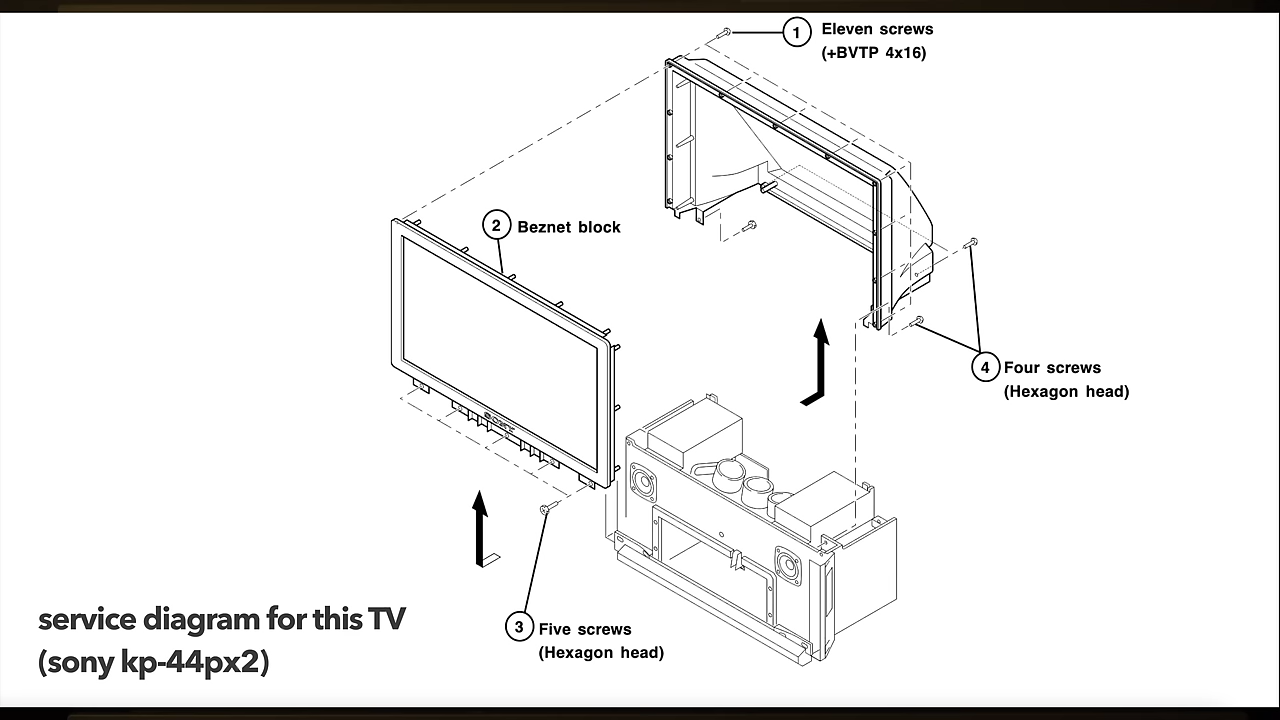 1 Eleven screws
(+BVTP 4x16)
2 Beznet block
4 Four screws
(Hexagon head)
3 Five screws
(Hexagon head)
service diagram for this TV
(sony kp-44px2)